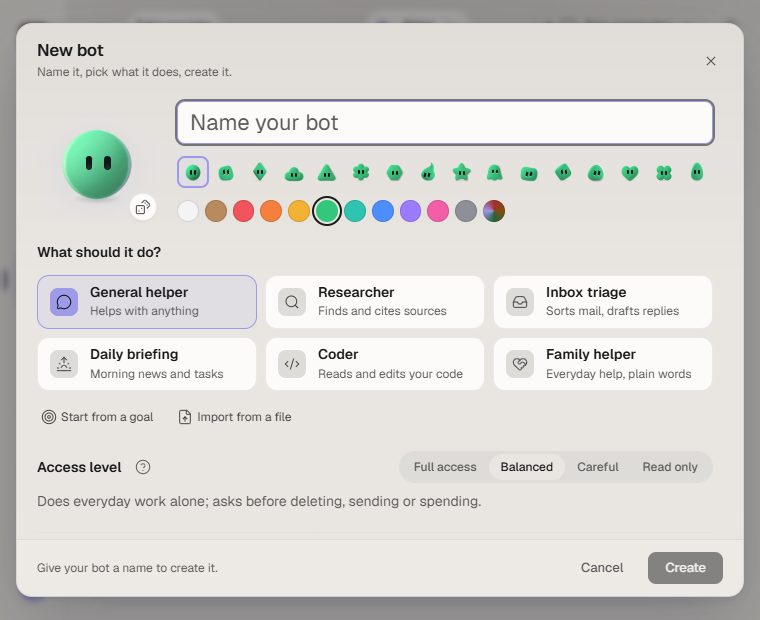 New bot
Name it, pick what it does, create it.
Name your bot
What should it do?
General helper
Helps with anything
Researcher
Finds and cites sources
Inbox triage
Sorts mail, drafts replies
Daily briefing
Morning news and tasks
Coder
Reads and edits your code
Family helper
Everyday help, plain words
Start from a goal
Import from a file
Access level
Full access
Balanced
Careful
Read only
Does everyday work alone; asks before deleting, sending or spending.
Give your bot a name to create it.
Cancel
Create